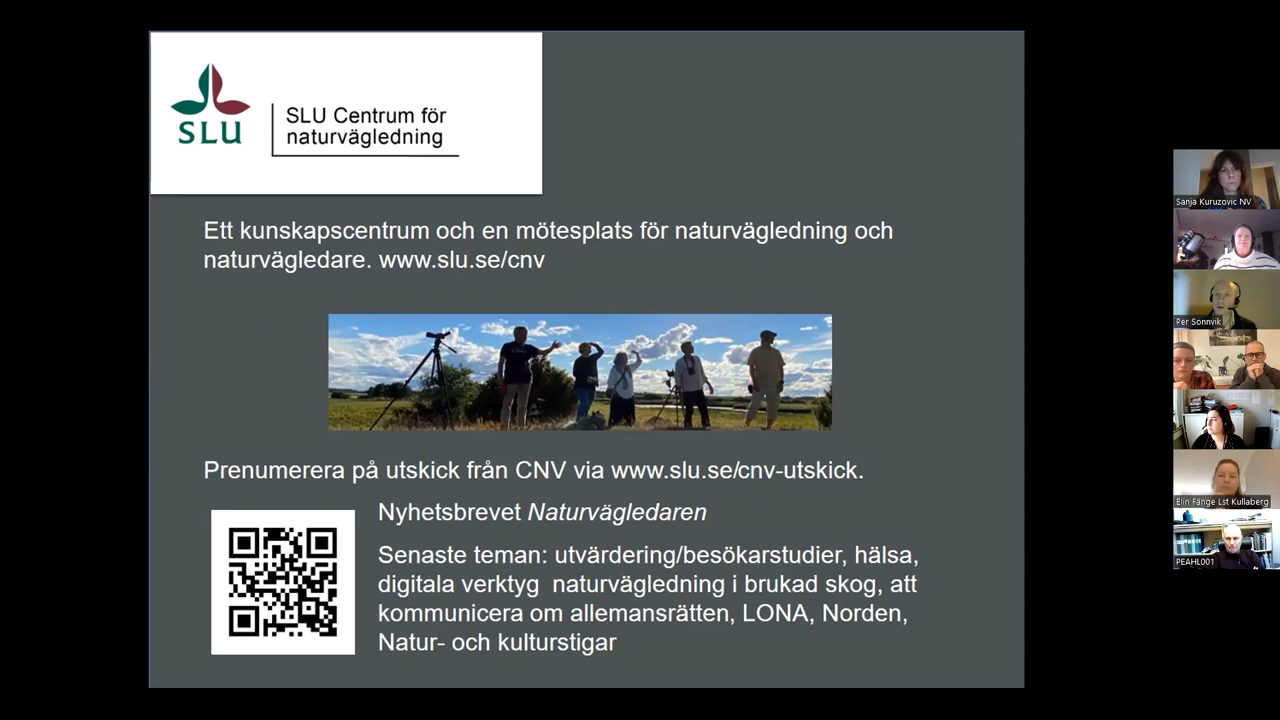 SLU
SLU Centrum för
naturvägledning
Ett kunskapscentrum och en mötesplats för naturvägledning och
naturvägledare. www.slu.se/cnv
Prenumerera på utskick från CNV via www.slu.se/cnv-utskick.
Nyhetsbrevet Naturvägledaren
Senaste teman: utvärdering/besökarstudier, hälsa,
digitala verktyg  naturvägledning i brukad skog, att
kommunicera om allemansrätten, LONA, Norden,
Natur- och kulturstigar
Sanja Kuruzovic NV
Per Sonnvik
Elin Fänge Lst Kullaberg
PEAHL001